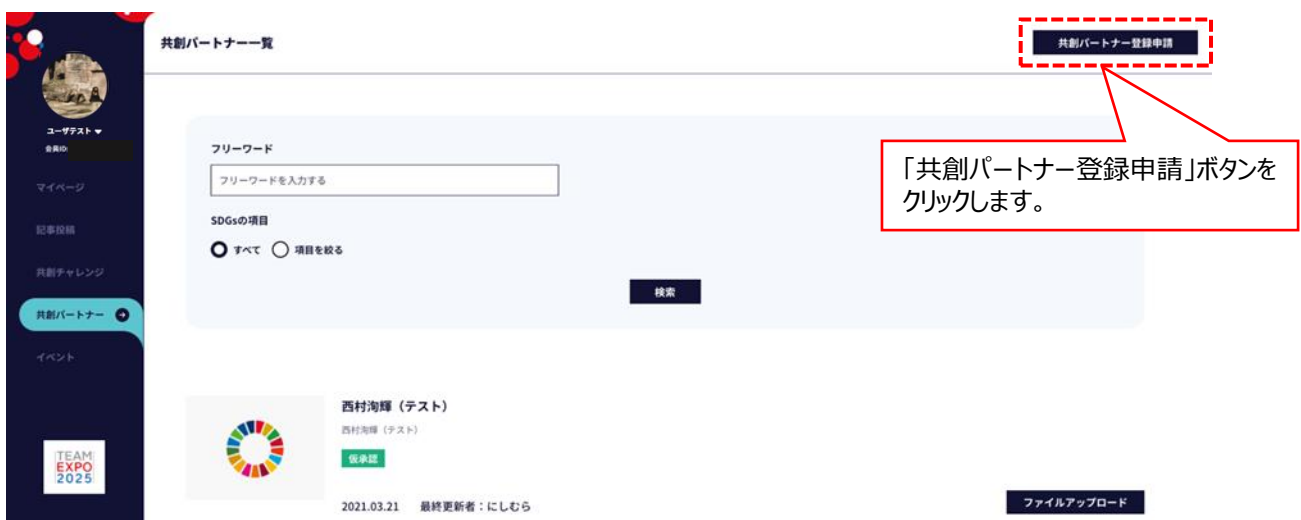 共創パートナー一覧
共創パートナー登録申請
「共創パートナー登録申請」ボタンを
クリックします。
ユーザテスト
会員ID:
マイページ
記事投稿
共創チャレンジ
共創パートナー
イベント
TEAM
EXPO
2025
フリーワード
フリーワードを入力する
SDGsの項目
すべて 項目を絞る
検索
西村洵輝（テスト）
西村洵輝（テスト）
仮承認
2021.03.21 最終更新者：にしむら
ファイルアップロード